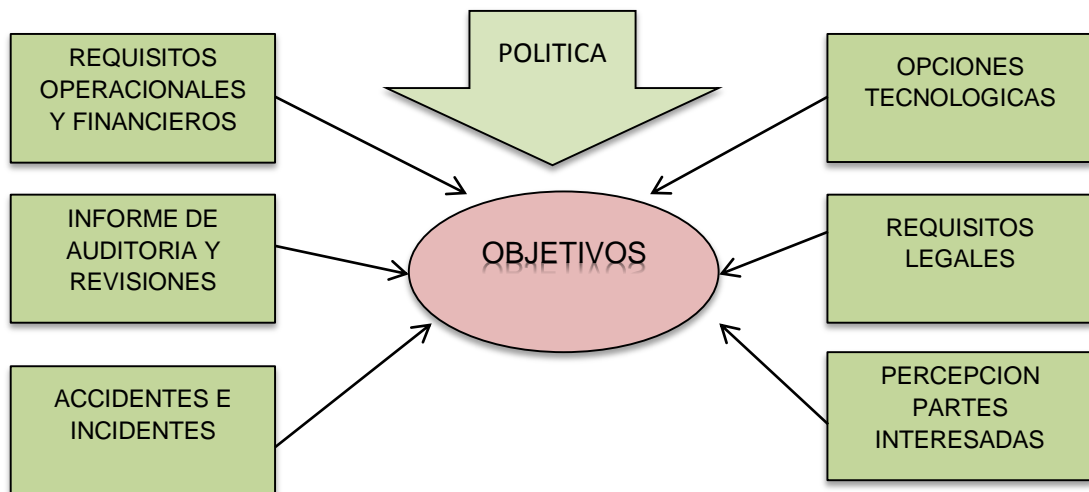 POLITICA
REQUISITOS
OPERACIONALES
Y FINANCIEROS
OPCIONES
TECNOLOGICAS
INFORME DE
AUDITORIA Y
REVISIONES
OBJETIVOS
REQUISITOS
LEGALES
ACCIDENTES E
INCIDENTES
PERCEPCION
PARTES
INTERESADAS